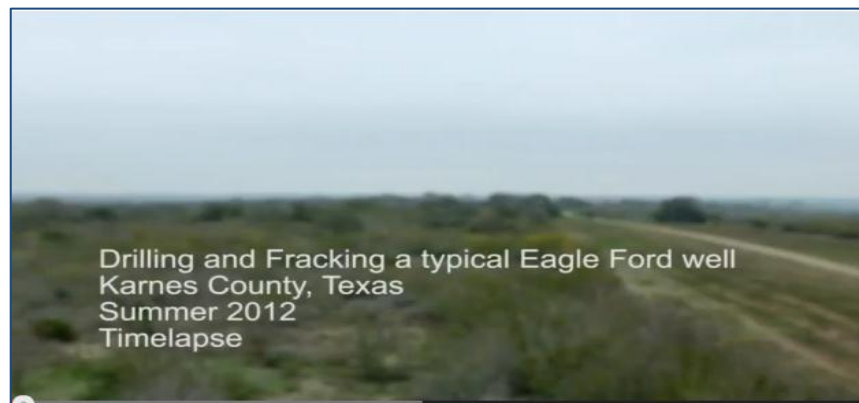 Drilling and Fracking a typical Eagle Ford well
Karnes County, Texas
Summer 2012
Timelapse